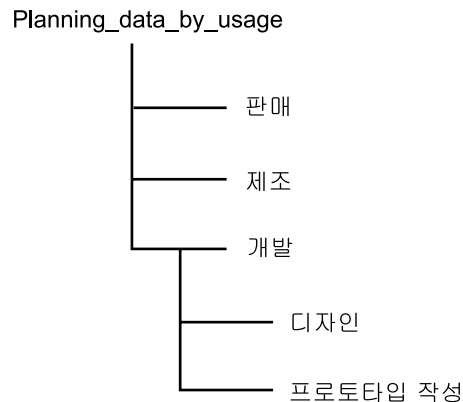 Planning_data_by_usage
판매
제조
개발
디자인
프로토타입 작성